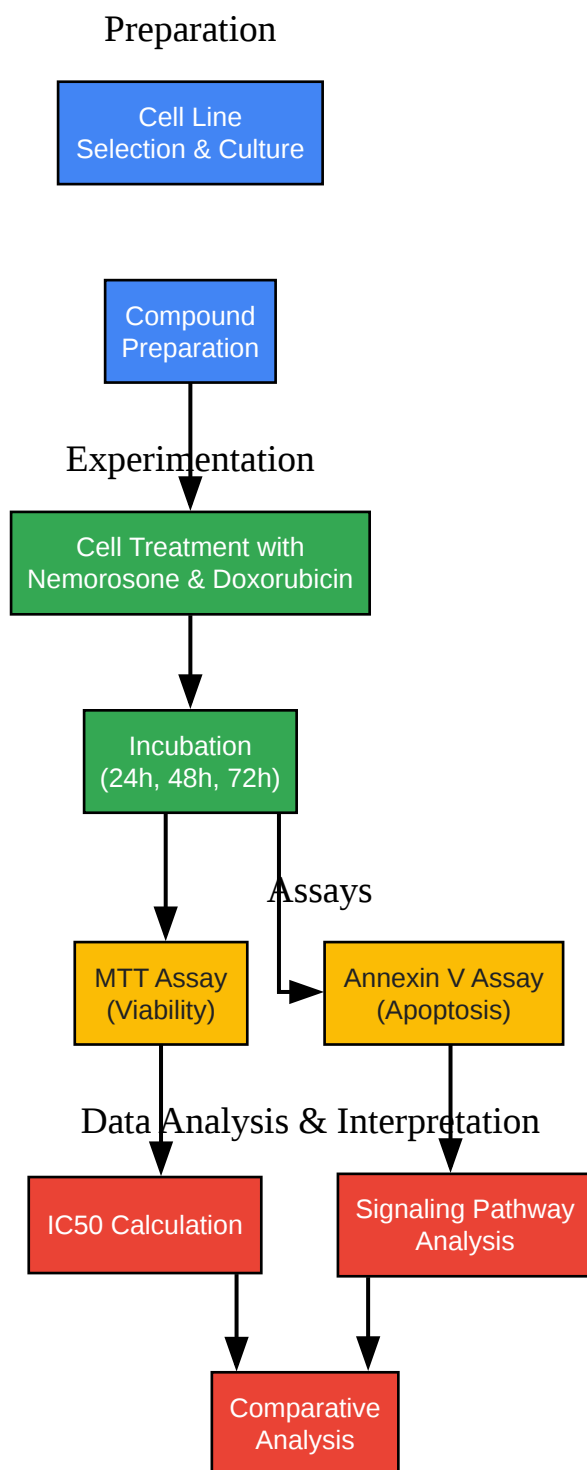 Preparation
Cell Line
Selection & Culture
Compound
Preparation
Experimentation
Cell Treatment with
Nemorosone & Doxorubicin
Incubation
(24h, 48h, 72h)
Assays
MTT Assay
(Viability)
Annexin V Assay
(Apoptosis)
Data Analysis & Interpretation
IC50 Calculation
Signaling Pathway
Analysis
Comparative
Analysis